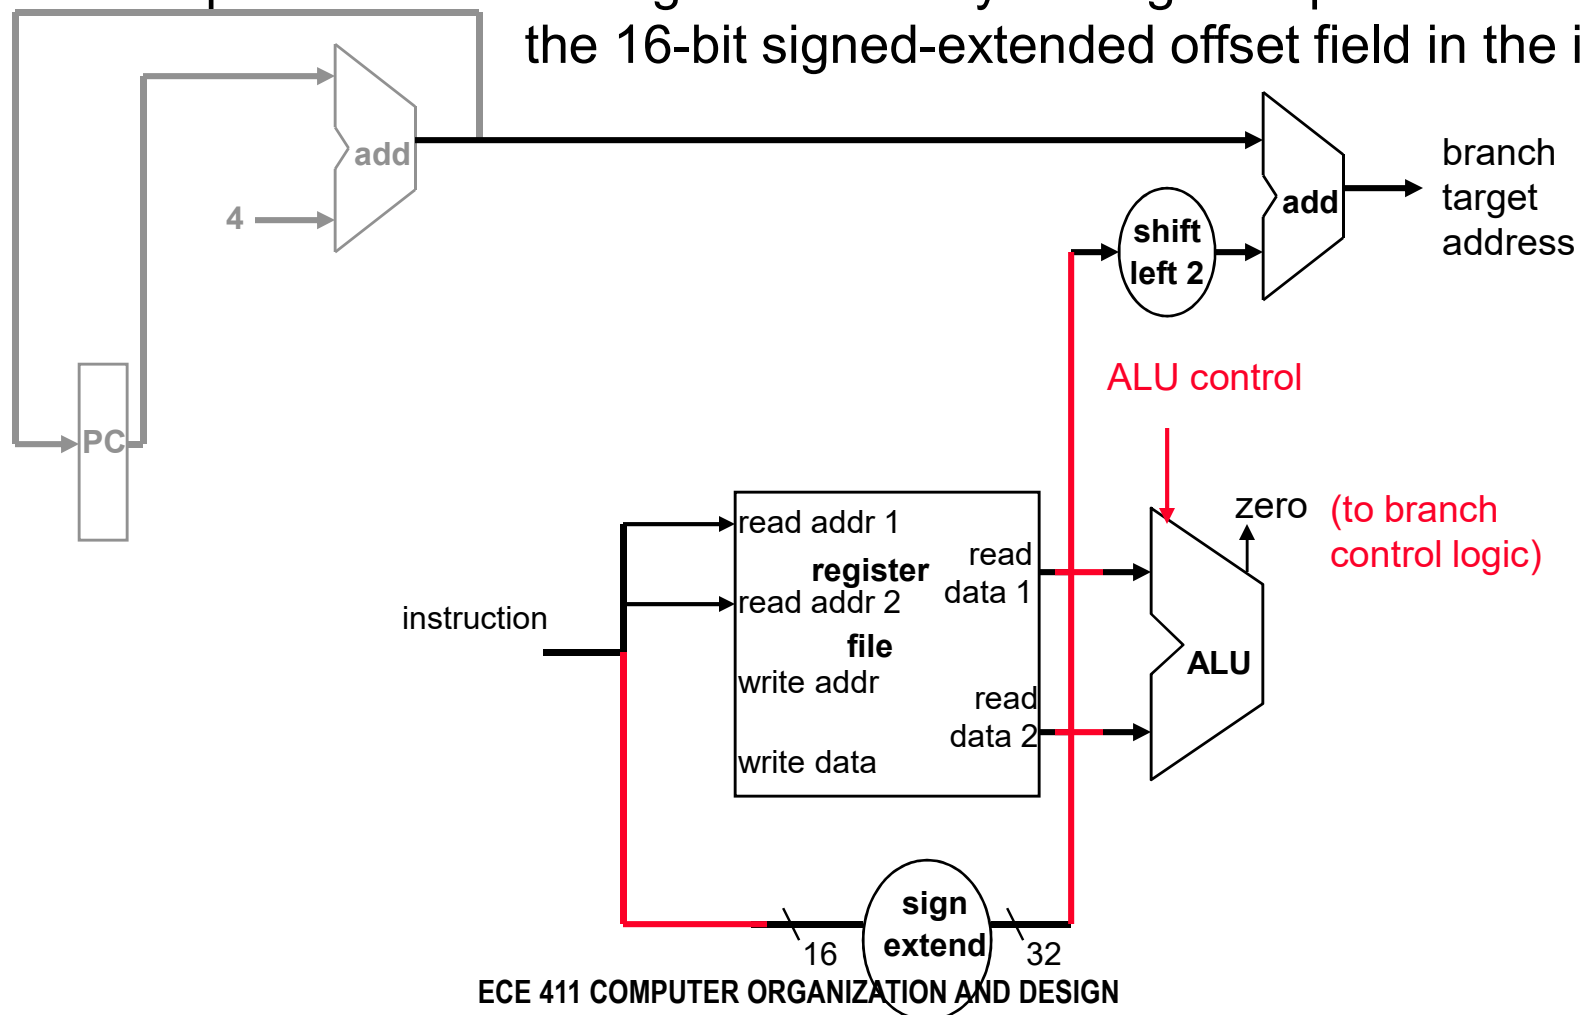 the 16-bit signed-extended offset field in the i
add
4
add
branch
target
address
shift
left 2
ALU control
PC
read addr 1
register
read addr 2
file
write addr
write data
read
data 1
read
data 2
instruction
zero
(to branch
control logic)
ALU
sign
extend
16
32
ECE 411 COMPUTER ORGANIZATION AND DESIGN